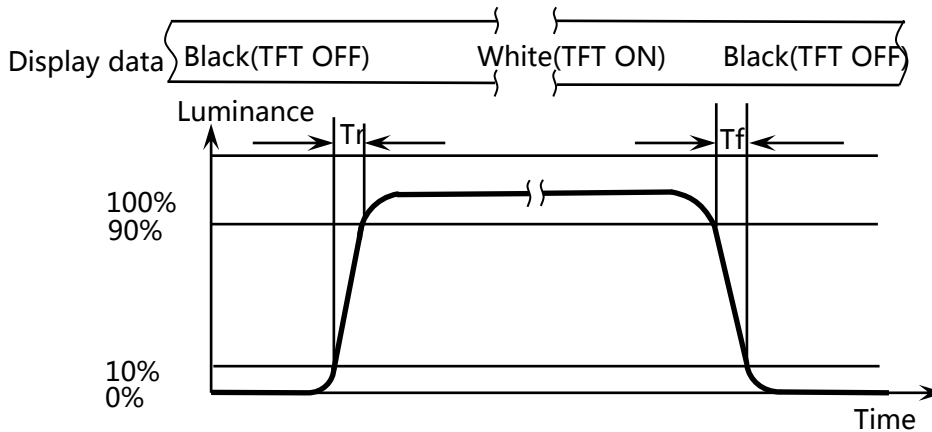 Display data Black(TFT OFF) White(TFT ON) Black(TFT OFF)
Luminance
Tr Tf
100%
90%
10%
0%
Time